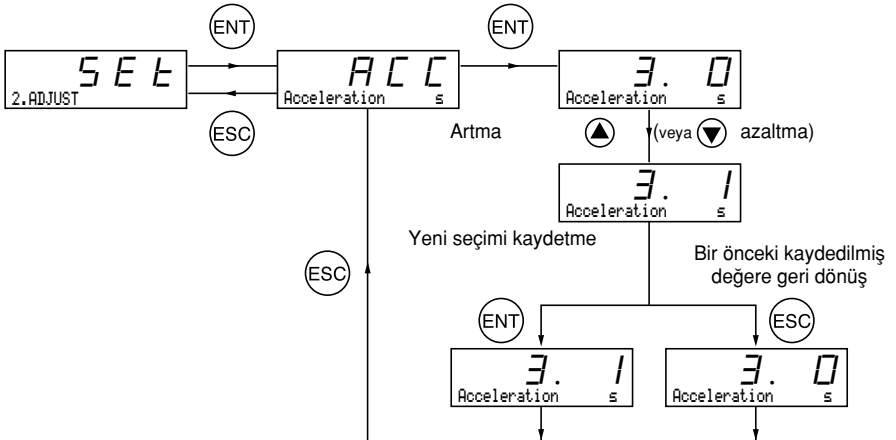 ENT
ENT
SEt
2.ADJUST
ACC
Acceleration s
3. 0
Acceleration s
ESC
Artma
(veya
azaltma)
3. 1
Acceleration s
Yeni seçimi kaydetme
Bir önceki kaydedilmiş
değere geri dönüş
ESC
ENT
ESC
3. 1
Acceleration s
3. 0
Acceleration s